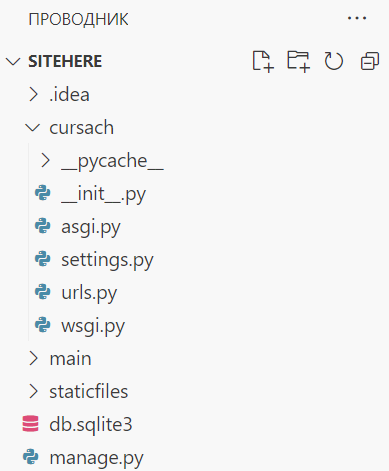 ПРОВОДНИК
SITEHERE
.idea
cursach
__pycache__
__init__.py
asgi.py
settings.py
urls.py
wsgi.py
main
staticfiles
db.sqlite3
manage.py